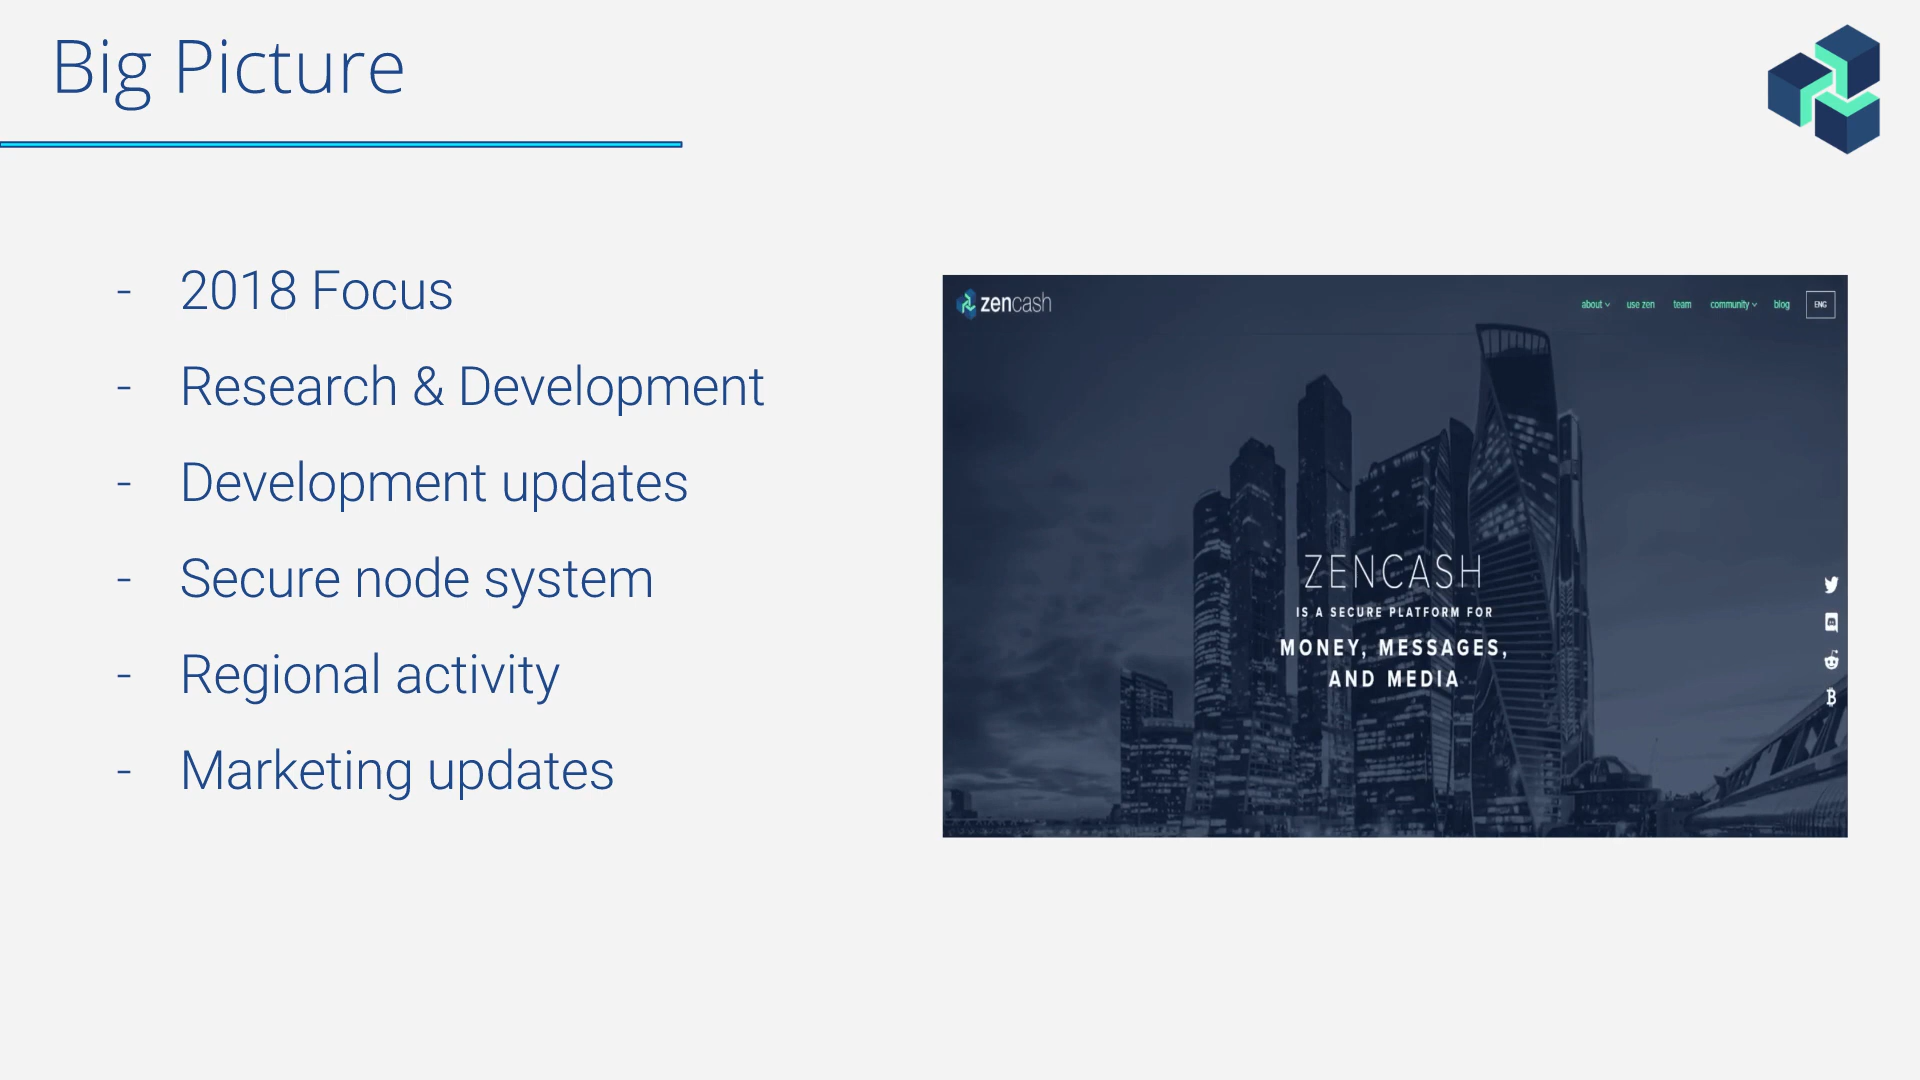 Big Picture
- 2018 Focus
- Research & Development
- Development updates
- Secure node system
- Regional activity
- Marketing updates
zencash
about use zen team community blog ENG
ZENCASH
IS A SECURE PLATFORM FOR
MONEY, MESSAGES,
AND MEDIA